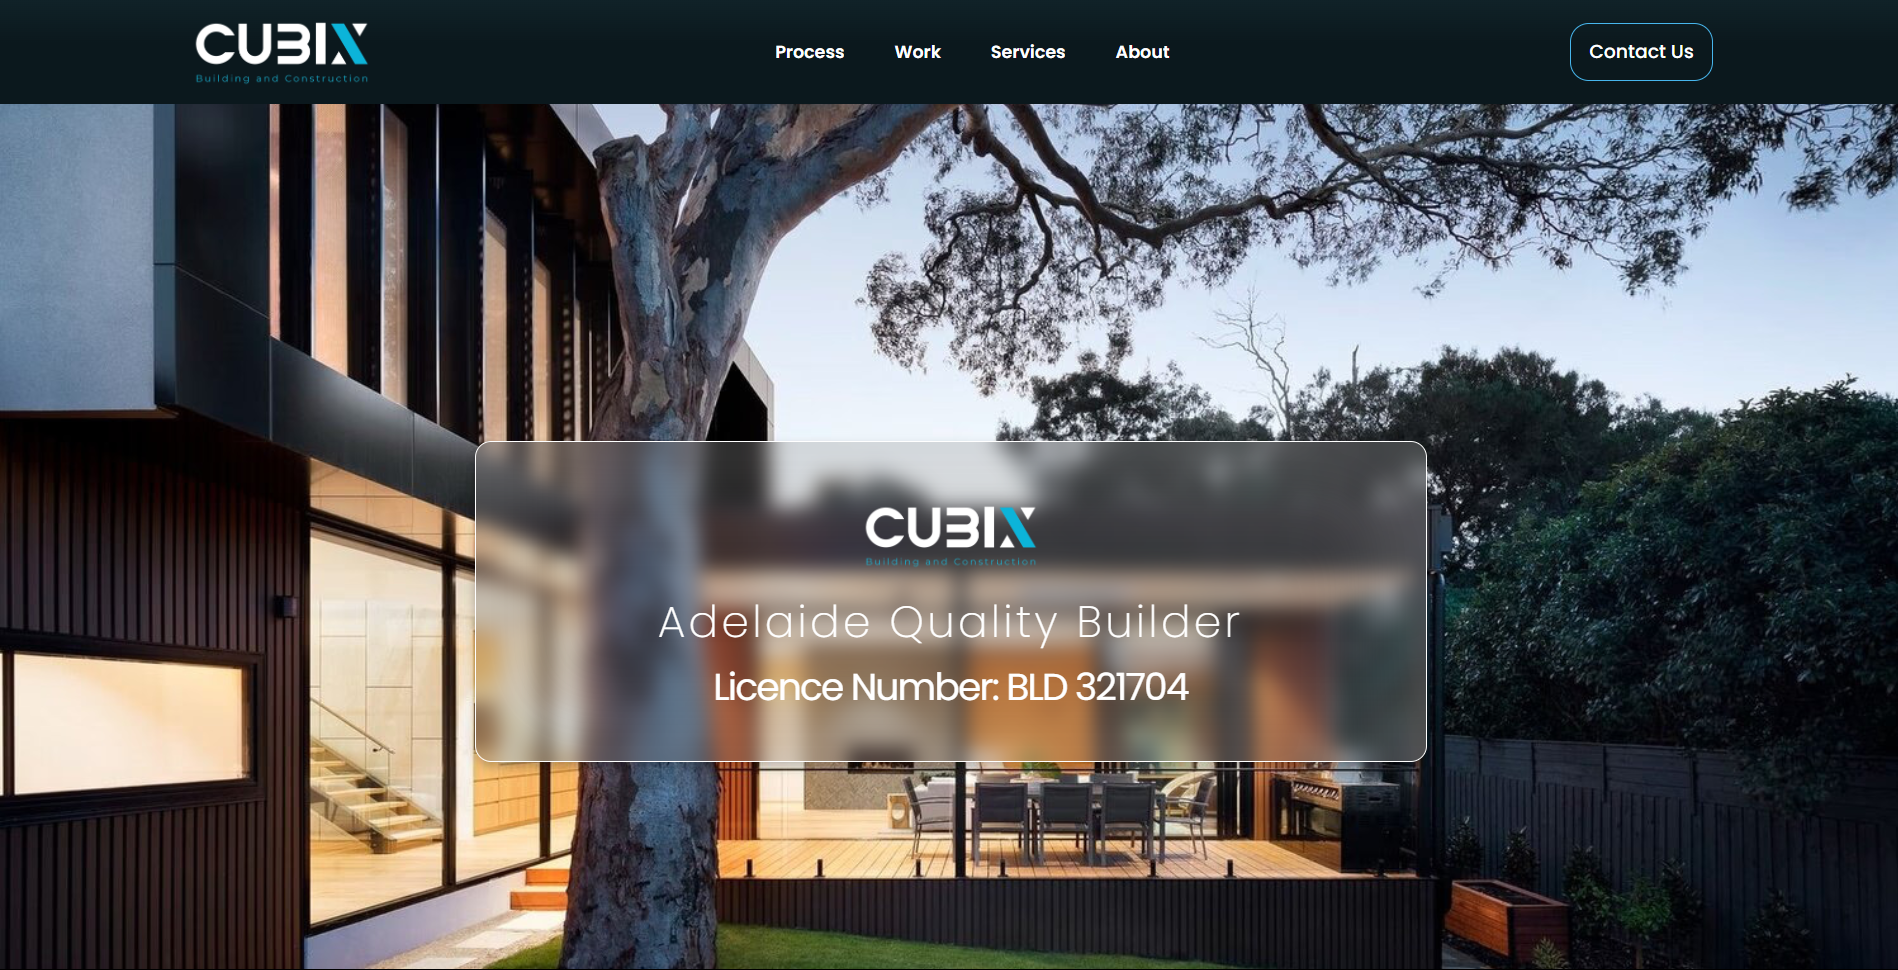 CUBIX
Building and Construction
Process
Work
Services
About
Contact Us
CUBIX
Building and Construction
Adelaide Quality Builder
Licence Number: BLD 321704